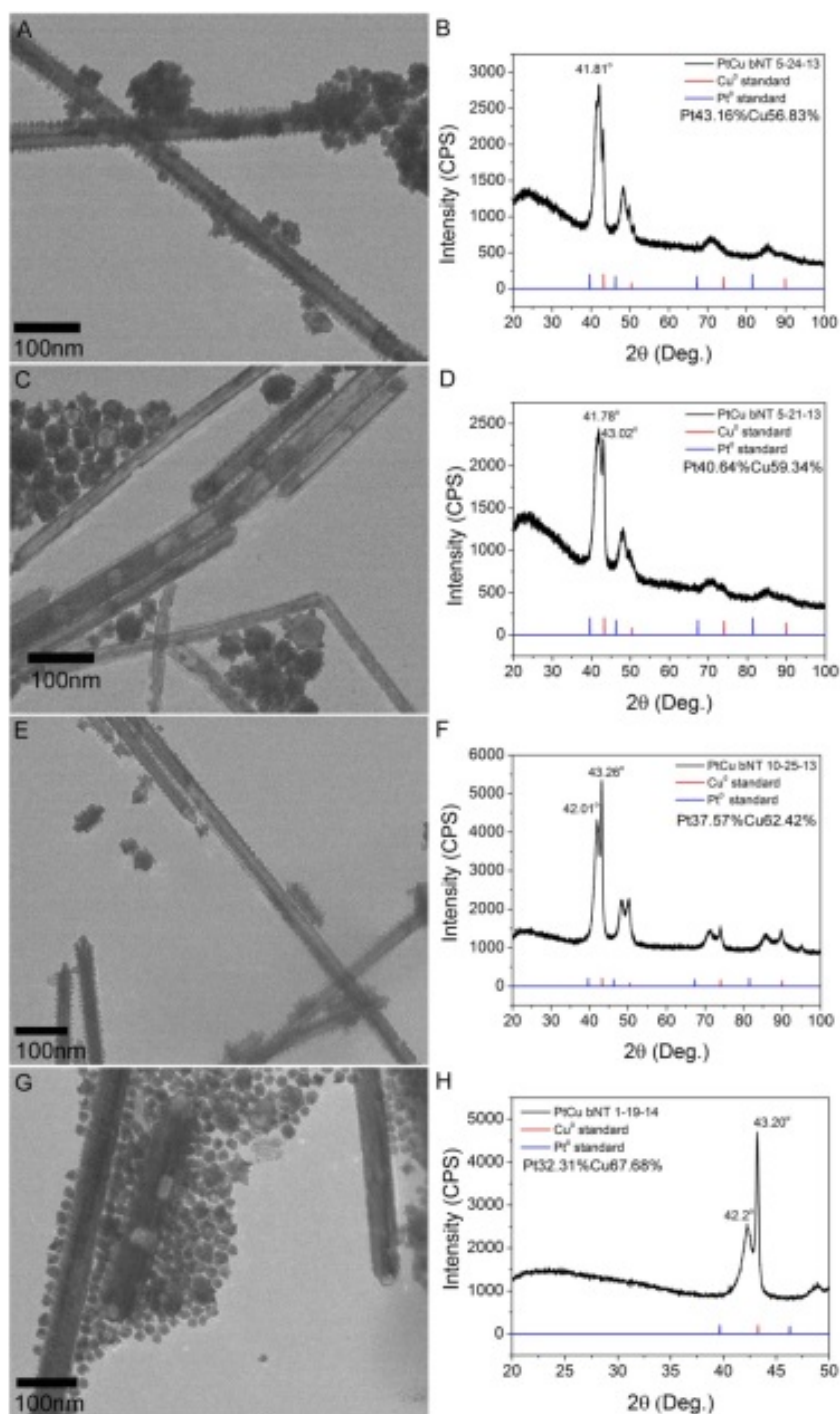 A
100nm
B
41.81°
PtCu bNT 5-24-13
Cu⁰ standard
Pt⁰ standard
Pt43.16%Cu56.83%
Intensity (CPS)
3000
2500
2000
1500
1000
500
0
20 30 40 50 60 70 80 90 100
2θ (Deg.)
C
100nm
D
41.78°
43.02°
PtCu bNT 5-21-13
Cu⁰ standard
Pt⁰ standard
Pt40.64%Cu59.34%
Intensity (CPS)
2500
2000
1500
1000
500
0
20 30 40 50 60 70 80 90 100
2θ (Deg.)
E
100nm
F
43.26°
42.01°
PtCu bNT 10-25-13
Cu⁰ standard
Pt⁰ standard
Pt37.57%Cu62.42%
Intensity (CPS)
6000
5000
4000
3000
2000
1000
0
20 30 40 50 60 70 80 90 100
2θ (Deg.)
G
100nm
H
PtCu bNT 1-19-14
Cu⁰ standard
Pt⁰ standard
Pt32.31%Cu67.68%
43.20°
42.2°
Intensity (CPS)
5000
4000
3000
2000
1000
0
20 25 30 35 40 45 50
2θ (Deg.)